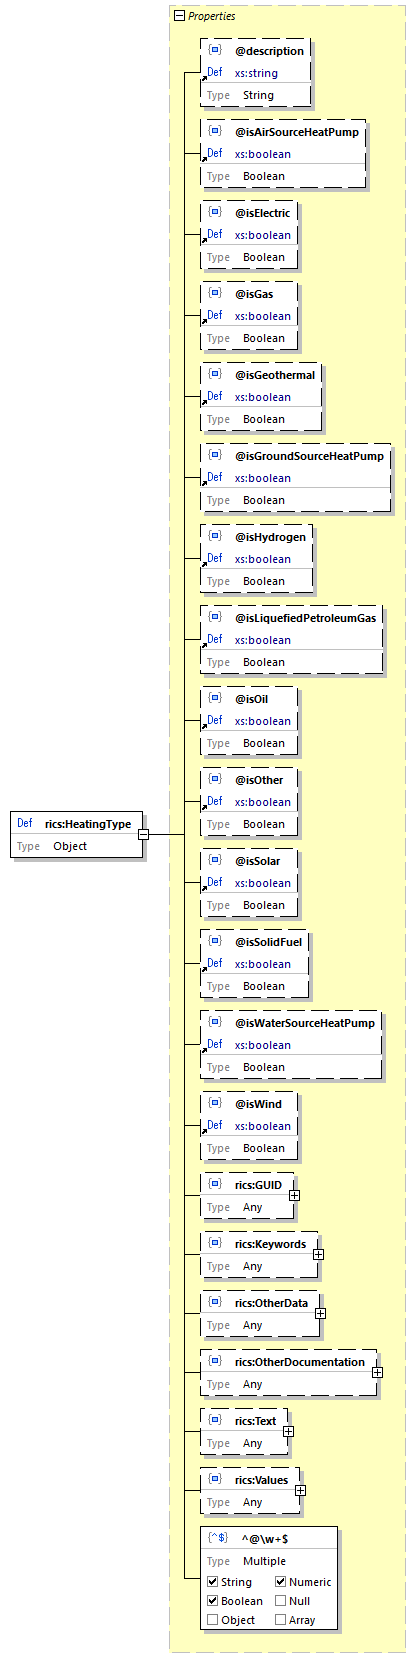 Properties
@description
Def xs:string
Type String
@isAirSourceHeatPump
Def xs:boolean
Type Boolean
@isElectric
Def xs:boolean
Type Boolean
@isGas
Def xs:boolean
Type Boolean
@isGeothermal
Def xs:boolean
Type Boolean
@isGroundSourceHeatPump
Def xs:boolean
Type Boolean
@isHydrogen
Def xs:boolean
Type Boolean
@isLiquefiedPetroleumGas
Def xs:boolean
Type Boolean
@isOil
Def xs:boolean
Type Boolean
@isOther
Def xs:boolean
Type Boolean
Def rics:HeatingType
Type Object
@isSolar
Def xs:boolean
Type Boolean
@isSolidFuel
Def xs:boolean
Type Boolean
@isWaterSourceHeatPump
Def xs:boolean
Type Boolean
@isWind
Def xs:boolean
Type Boolean
rics:GUID
Type Any
rics:Keywords
Type Any
rics:OtherData
Type Any
rics:OtherDocumentation
Type Any
rics:Text
Type Any
rics:Values
Type Any
{^$} ^@\w+$
Type Multiple
String Numeric
Boolean Null
Object Array